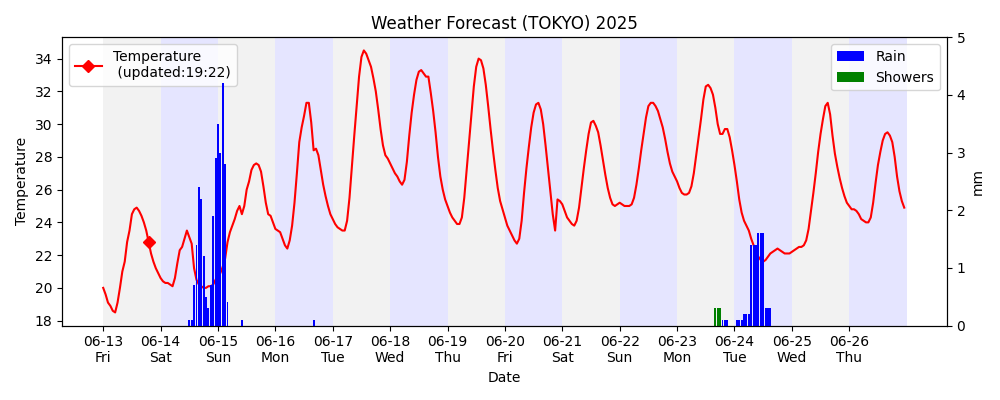 Weather Forecast (TOKYO) 2025
Temperature
(updated:19:22)
Rain
Showers
Temperature
34
32
30
28
26
24
22
20
18
5
4
3
2
1
0
mm
06-13 06-14 06-15 06-16 06-17 06-18 06-19 06-20 06-21 06-22 06-23 06-24 06-25 06-26
Fri Sat Sun Mon Tue Wed Thu Fri Sat Sun Mon Tue Wed Thu
Date